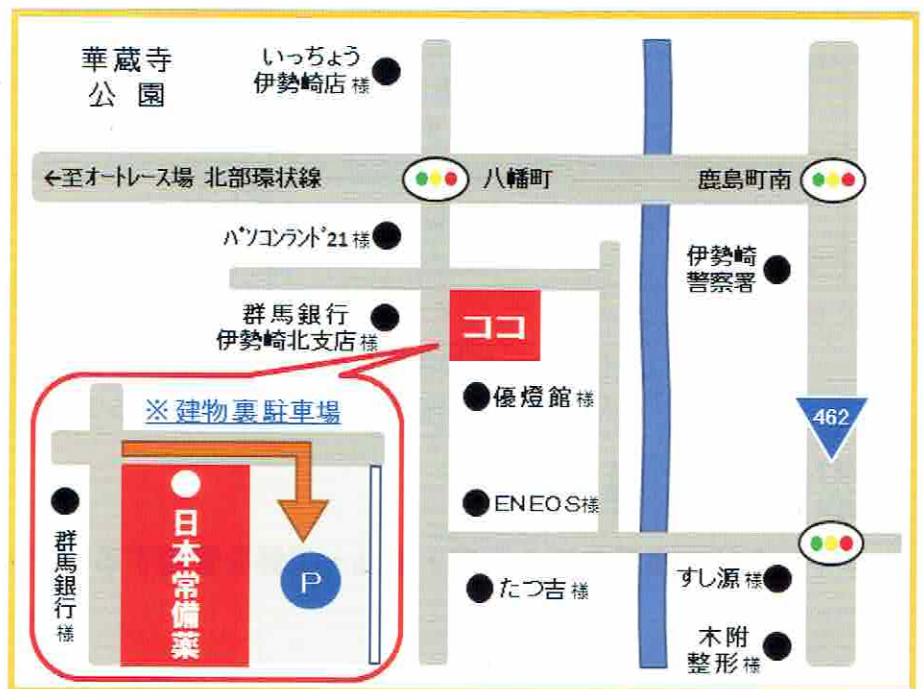 華蔵寺
公園
いっちょう
伊勢崎店様
←至オートレース場 北部環状線
八幡町
鹿島町南
パソコンランド21様
伊勢崎
警察署
群馬銀行
伊勢崎北支店様
ココ
優燈館様
462
※建物裏駐車場
群馬銀行様
日本常備薬
P
ENEOS様
たつ吉様
すし源様
木附
整形様